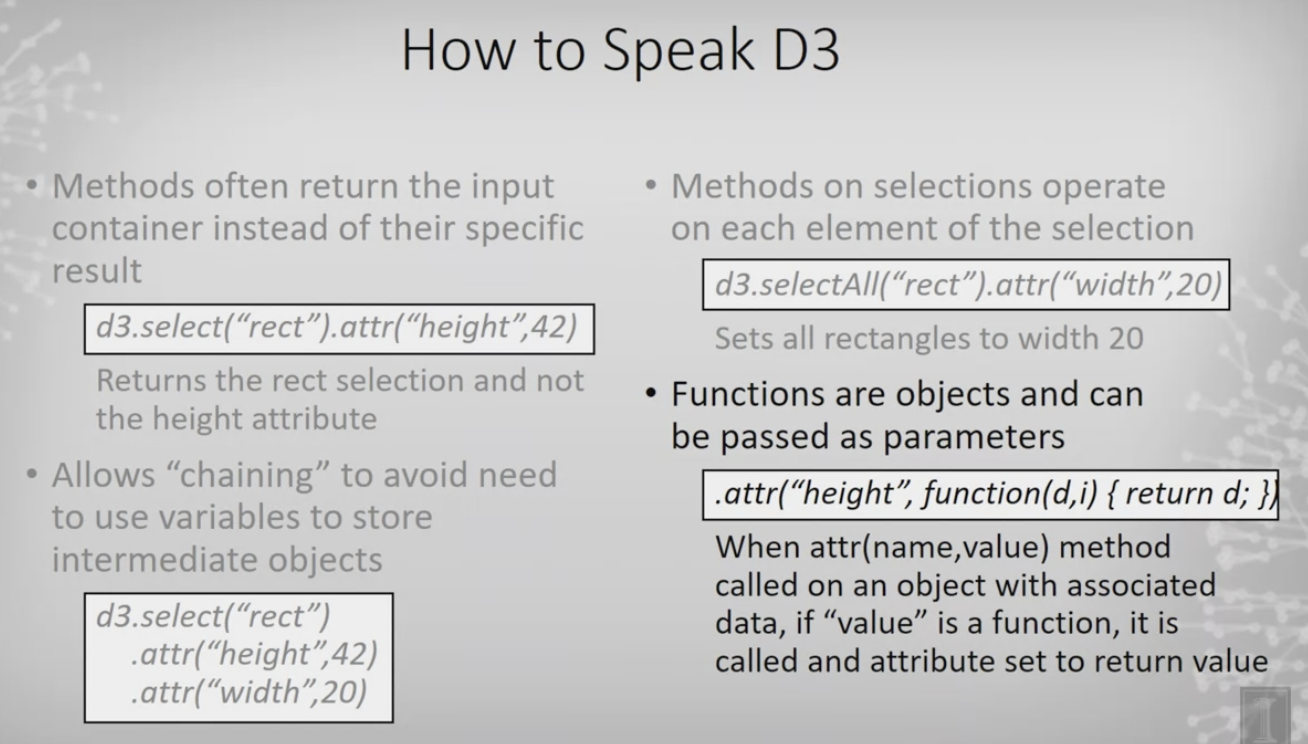 How to Speak D3
• Methods often return the input
container instead of their specific
result
d3.select(“rect”).attr(“height”,42)
Returns the rect selection and not
the height attribute
• Allows “chaining” to avoid need
to use variables to store
intermediate objects
d3.select(“rect”)
.attr(“height”,42)
.attr(“width”,20)
• Methods on selections operate
on each element of the selection
d3.selectAll(“rect”).attr(“width”,20)
Sets all rectangles to width 20
• Functions are objects and can
be passed as parameters
.attr(“height”, function(d,i) { return d; })
When attr(name,value) method
called on an object with associated
data, if “value” is a function, it is
called and attribute set to return value
I